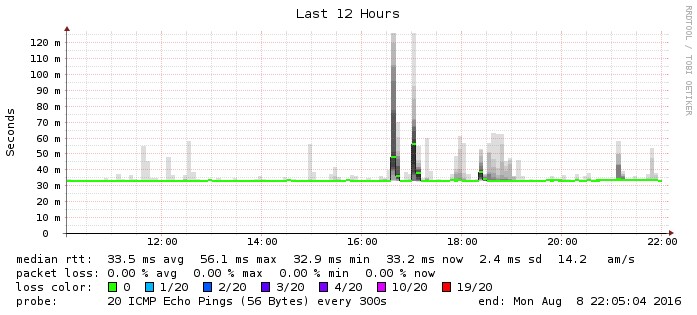 Last 12 Hours
RRDTOOL / TOBI OETIKER
Seconds
120 m
110 m
100 m
90 m
80 m
70 m
60 m
50 m
40 m
30 m
20 m
10 m
0
12:00 14:00 16:00 18:00 20:00 22:00
median rtt: 33.5 ms avg 56.1 ms max 32.9 ms min 33.2 ms now 2.4 ms sd 14.2 am/s
packet loss: 0.00 % avg 0.00 % max 0.00 % min 0.00 % now
loss color: 0 1/20 2/20 3/20 4/20 10/20 19/20
probe: 20 ICMP Echo Pings (56 Bytes) every 300s end: Mon Aug 8 22:05:04 2016